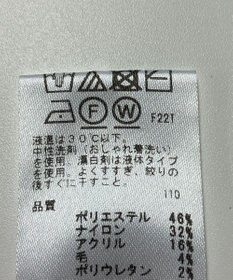 F W F22T
液温は30℃以下。
中性洗剤(おしゃれ着洗い)
を使用。漂白剤は液体タイプ
を使用。よくすすぎ、絞りの
後すぐに干すこと。
110
品質
ポリエステル 46%
ナイロン 32%
アクリル 16%
毛 4%
ポリウレタン 2%